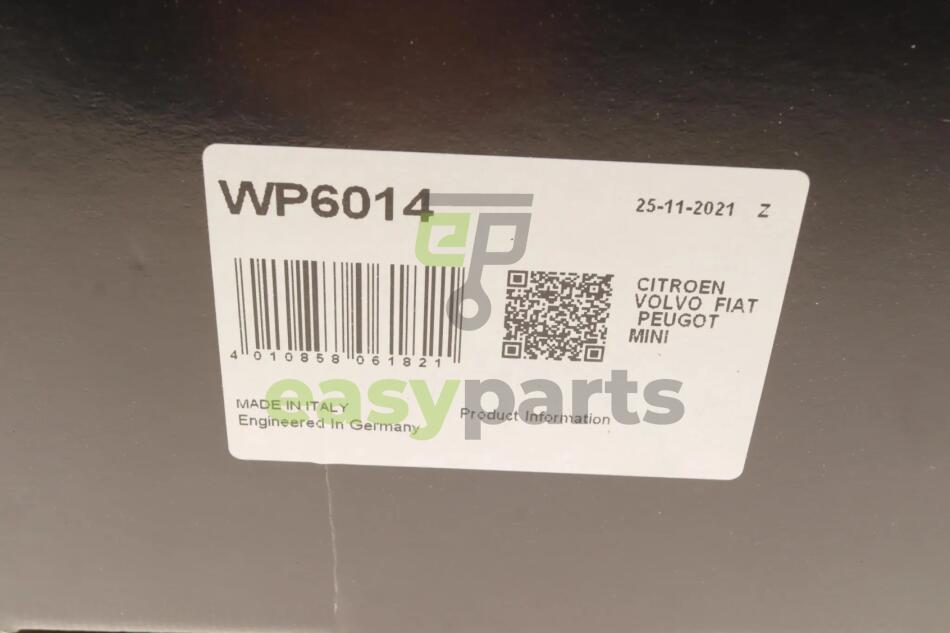 WP6014
25-11-2021 Z
ep
4 010858 061821
CITROEN
VOLVO FIAT
PEUGOT
MINI
easyparts
MADE IN ITALY
Engineered In Germany
Product Information